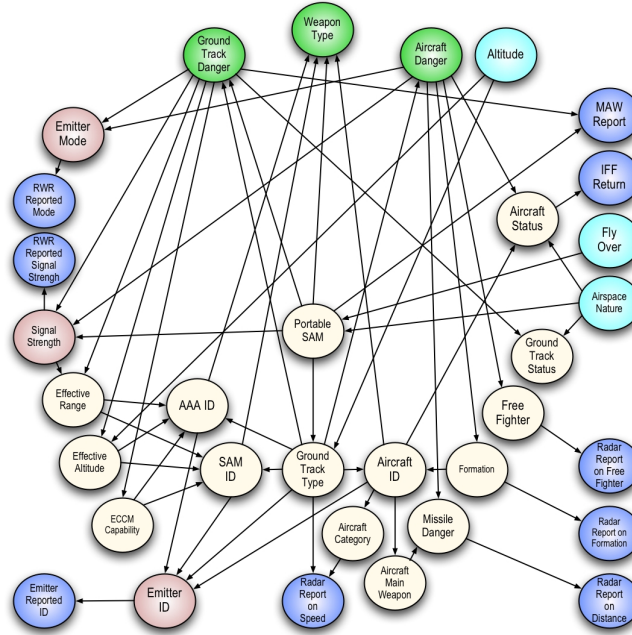 Ground
Track
Danger
Weapon
Type
Aircraft
Danger
Altitude
MAW
Report
Emitter
Mode
IFF
Return
RWR
Reported
Mode
Aircraft
Status
Fly
Over
RWR
Reported
Signal
Strengh
Airspace
Nature
Signal
Strength
Portable
SAM
Ground
Track
Status
Effective
Range
AAA ID
Free
Fighter
Effective
Altitude
SAM
ID
Ground
Track
Type
Aircraft
ID
Formation
Radar
Report
on Free
Fighter
ECCM
Capability
Aircraft
Category
Missile
Danger
Radar
Report on
Formation
Aircraft
Main
Weapon
Emitter
Reported
ID
Emitter
ID
Radar
Report
on
Speed
Radar
Report
on
Distance